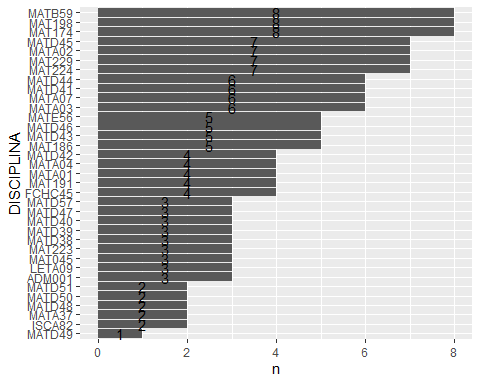 MATB59 8
MAT198 8
MAT174 8
MATD45 7
MATA02 7
MAT229 7
MAT224 7
MATD44 6
MATD41 6
MATA07 6
MATA03 6
MATE56 5
MATD46 5
MATD43 5
MAT186 5
MATD42 4
MATA04 4
MATA01 4
MAT191 4
FCHC45 4
MATD57 3
MATD47 3
MATD40 3
MATD39 3
MATD38 3
MAT223 3
MAT045 3
LETA09 3
ADM001 3
MATD51 2
MATD50 2
MATD48 2
MATA37 2
ISCA82 2
MATD49 1
DISCIPLINA
0 2 4 6 8
n